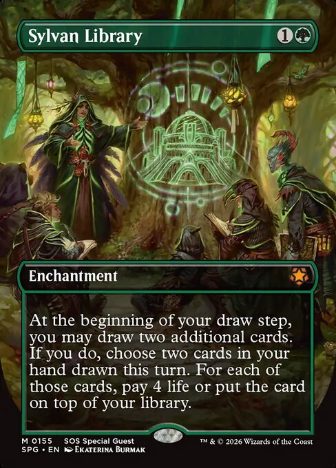 Sylvan Library 1
Enchantment
At the beginning of your draw step,
you may draw two additional cards.
If you do, choose two cards in your
hand drawn this turn. For each of
those cards, pay 4 life or put the card
on top of your library.
M 0155 SOS Special Guest ™ & © 2026 Wizards of the Coast
SPG • EN Ekaterina Burmak